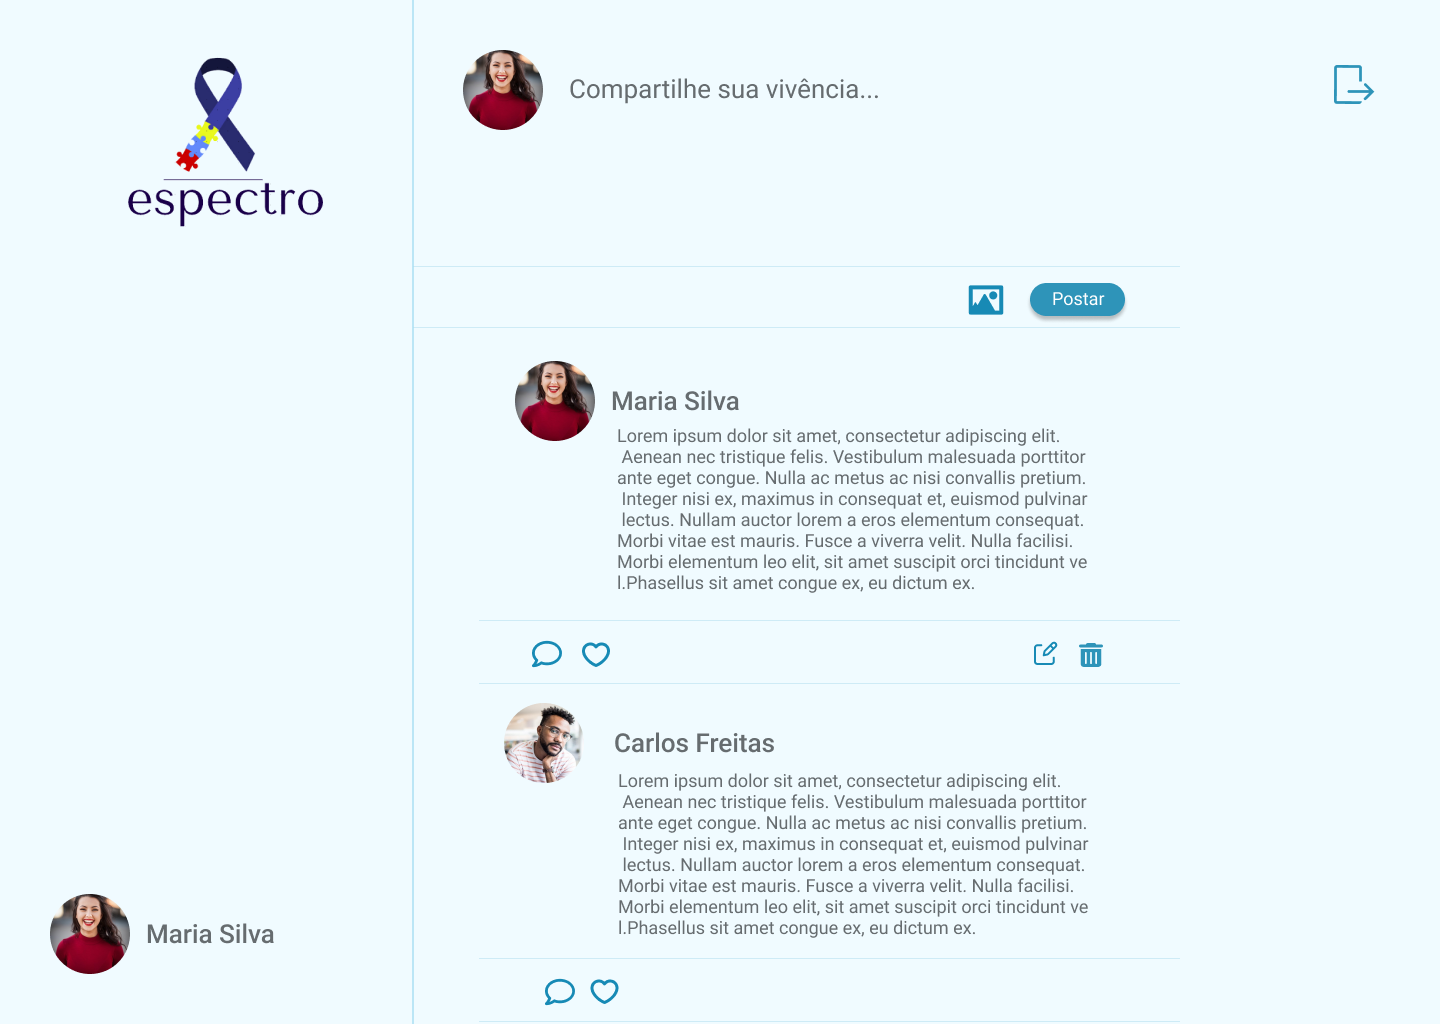 espectro
Compartilhe sua vivência...
Postar
Maria Silva
Lorem ipsum dolor sit amet, consectetur adipiscing elit.
Aenean nec tristique felis. Vestibulum malesuada porttitor
ante eget congue. Nulla ac metus ac nisi convallis pretium.
Integer nisi ex, maximus in consequat et, euismod pulvinar
lectus. Nullam auctor lorem a eros elementum consequat.
Morbi vitae est mauris. Fusce a viverra velit. Nulla facilisi.
Morbi elementum leo elit, sit amet suscipit orci tincidunt ve
l.Phasellus sit amet congue ex, eu dictum ex.
Carlos Freitas
Lorem ipsum dolor sit amet, consectetur adipiscing elit.
Aenean nec tristique felis. Vestibulum malesuada porttitor
ante eget congue. Nulla ac metus ac nisi convallis pretium.
Integer nisi ex, maximus in consequat et, euismod pulvinar
lectus. Nullam auctor lorem a eros elementum consequat.
Morbi vitae est mauris. Fusce a viverra velit. Nulla facilisi.
Morbi elementum leo elit, sit amet suscipit orci tincidunt ve
l.Phasellus sit amet congue ex, eu dictum ex.
Maria Silva